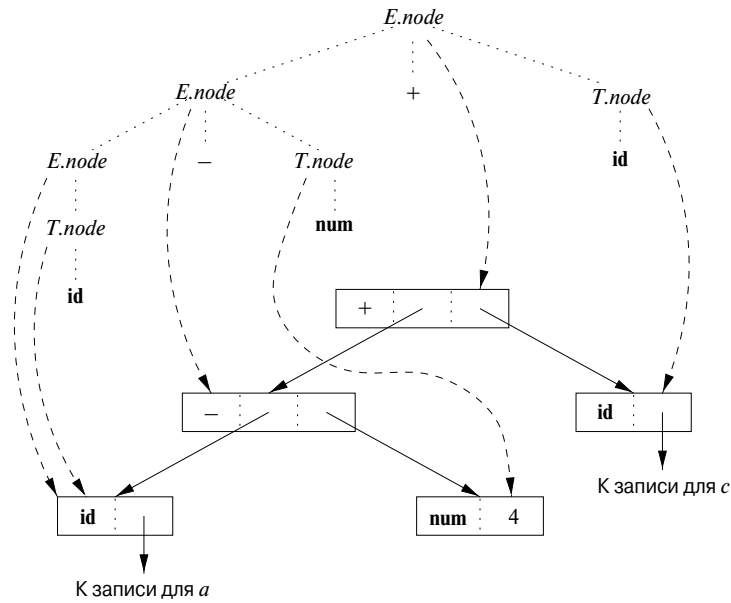 E.node
E.node + T.node
E.node – T.node id
T.node num
id
+
– id
К записи для c
id num 4
К записи для a